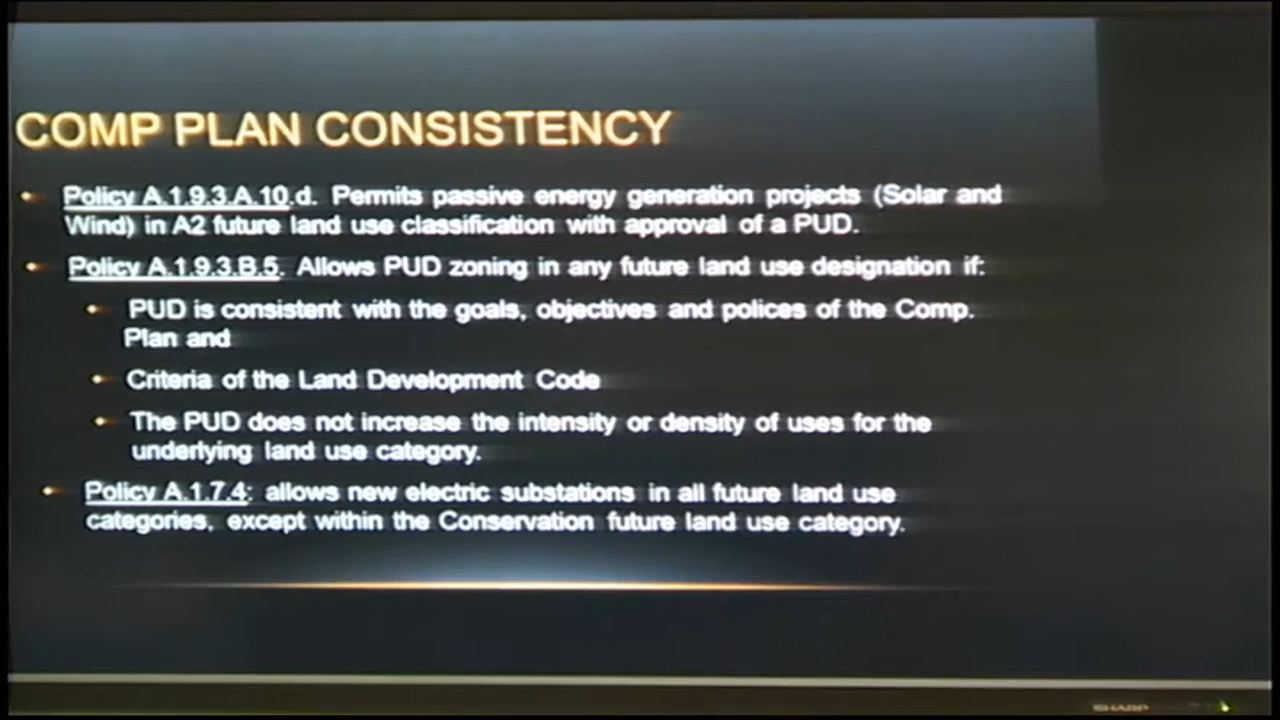 COMP PLAN CONSISTENCY
• Policy A.1.9.3.A.10.d. Permits passive energy generation projects (Solar and
Wind) in A2 future land use classification with approval of a PUD.
• Policy A.1.9.3.B.5. Allows PUD zoning in any future land use designation if:
• PUD is consistent with the goals, objectives and polices of the Comp.
Plan and
• Criteria of the Land Development Code
• The PUD does not increase the intensity or density of uses for the
underlying land use category.
• Policy A.1.7.4: allows new electric substations in all future land use
categories, except within the Conservation future land use category.
SHARP